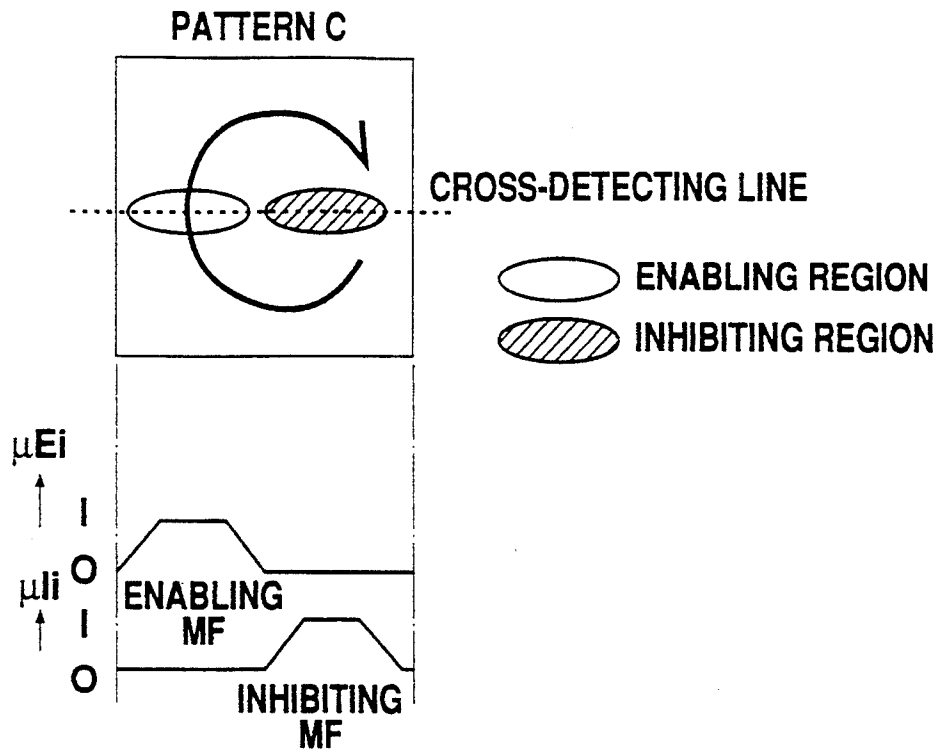 PATTERN C
CROSS-DETECTING LINE
ENABLING REGION
INHIBITING REGION
μEi
I
O
ENABLING
MF
μIi
I
O
INHIBITING
MF